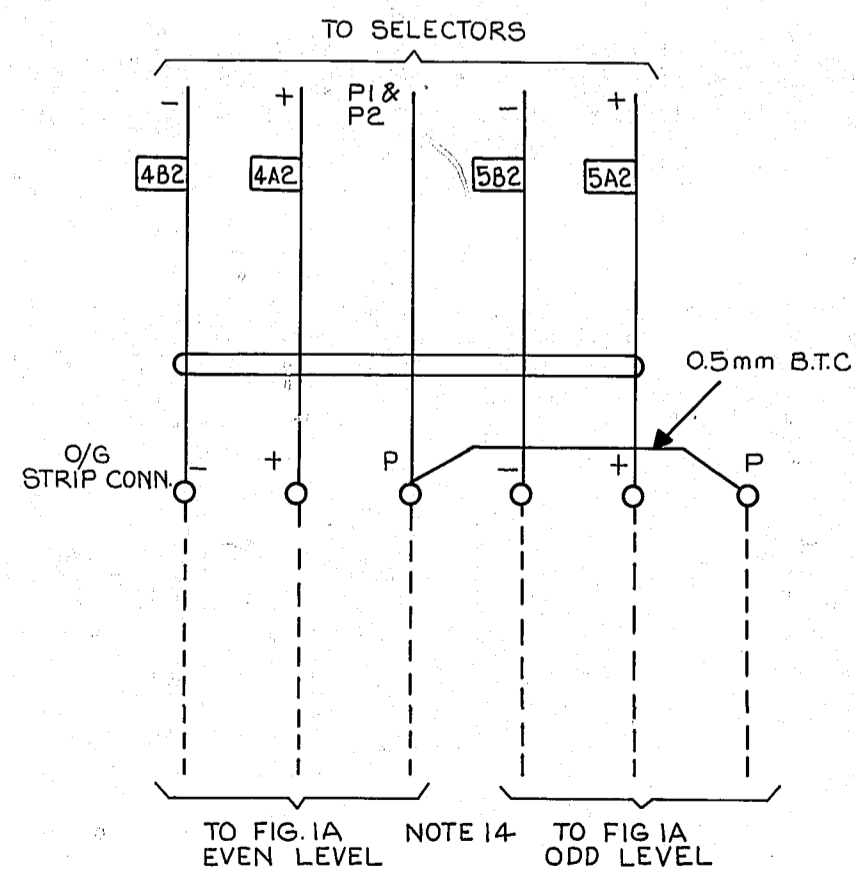 TO SELECTORS
− + P1 & − +
P2
4B2 4A2 5B2 5A2
0.5mm B.T.C
O/G
STRIP CONN. − + P − + P
TO FIG. 1A NOTE 14 TO FIG 1A
EVEN LEVEL ODD LEVEL